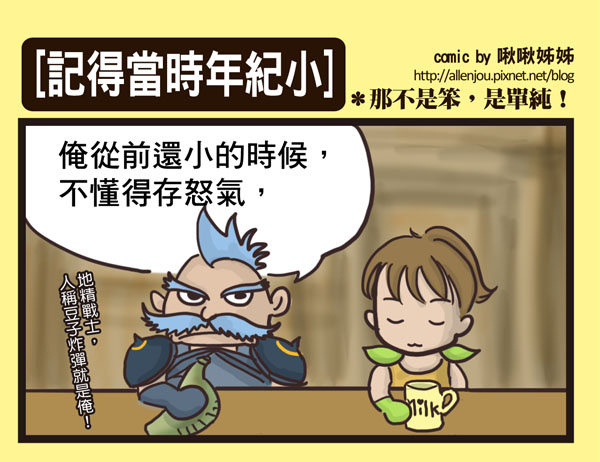 [記得當時年紀小]
comic by 啾啾姊姊
http://allenjou.pixnet.net/blog
＊那不是笨，是單純！
俺從前還小的時候，
不懂得存怒氣，
地精戰士，
人稱豆子炸彈就是俺！
Milk